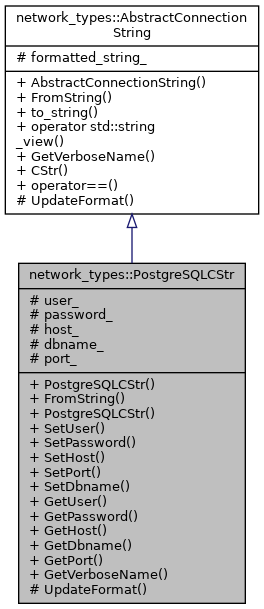 network_types::AbstractConnection
String
# formatted_string_
+ AbstractConnectionString()
+ FromString()
+ to_string()
+ operator std::string
_view()
+ GetVerboseName()
+ CStr()
+ operator==()
# UpdateFormat()
network_types::PostgreSQLCStr
# user_
# password_
# host_
# dbname_
# port_
+ PostgreSQLCStr()
+ FromString()
+ PostgreSQLCStr()
+ SetUser()
+ SetPassword()
+ SetHost()
+ SetPort()
+ SetDbname()
+ GetUser()
+ GetPassword()
+ GetHost()
+ GetDbname()
+ GetPort()
+ GetVerboseName()
# UpdateFormat()